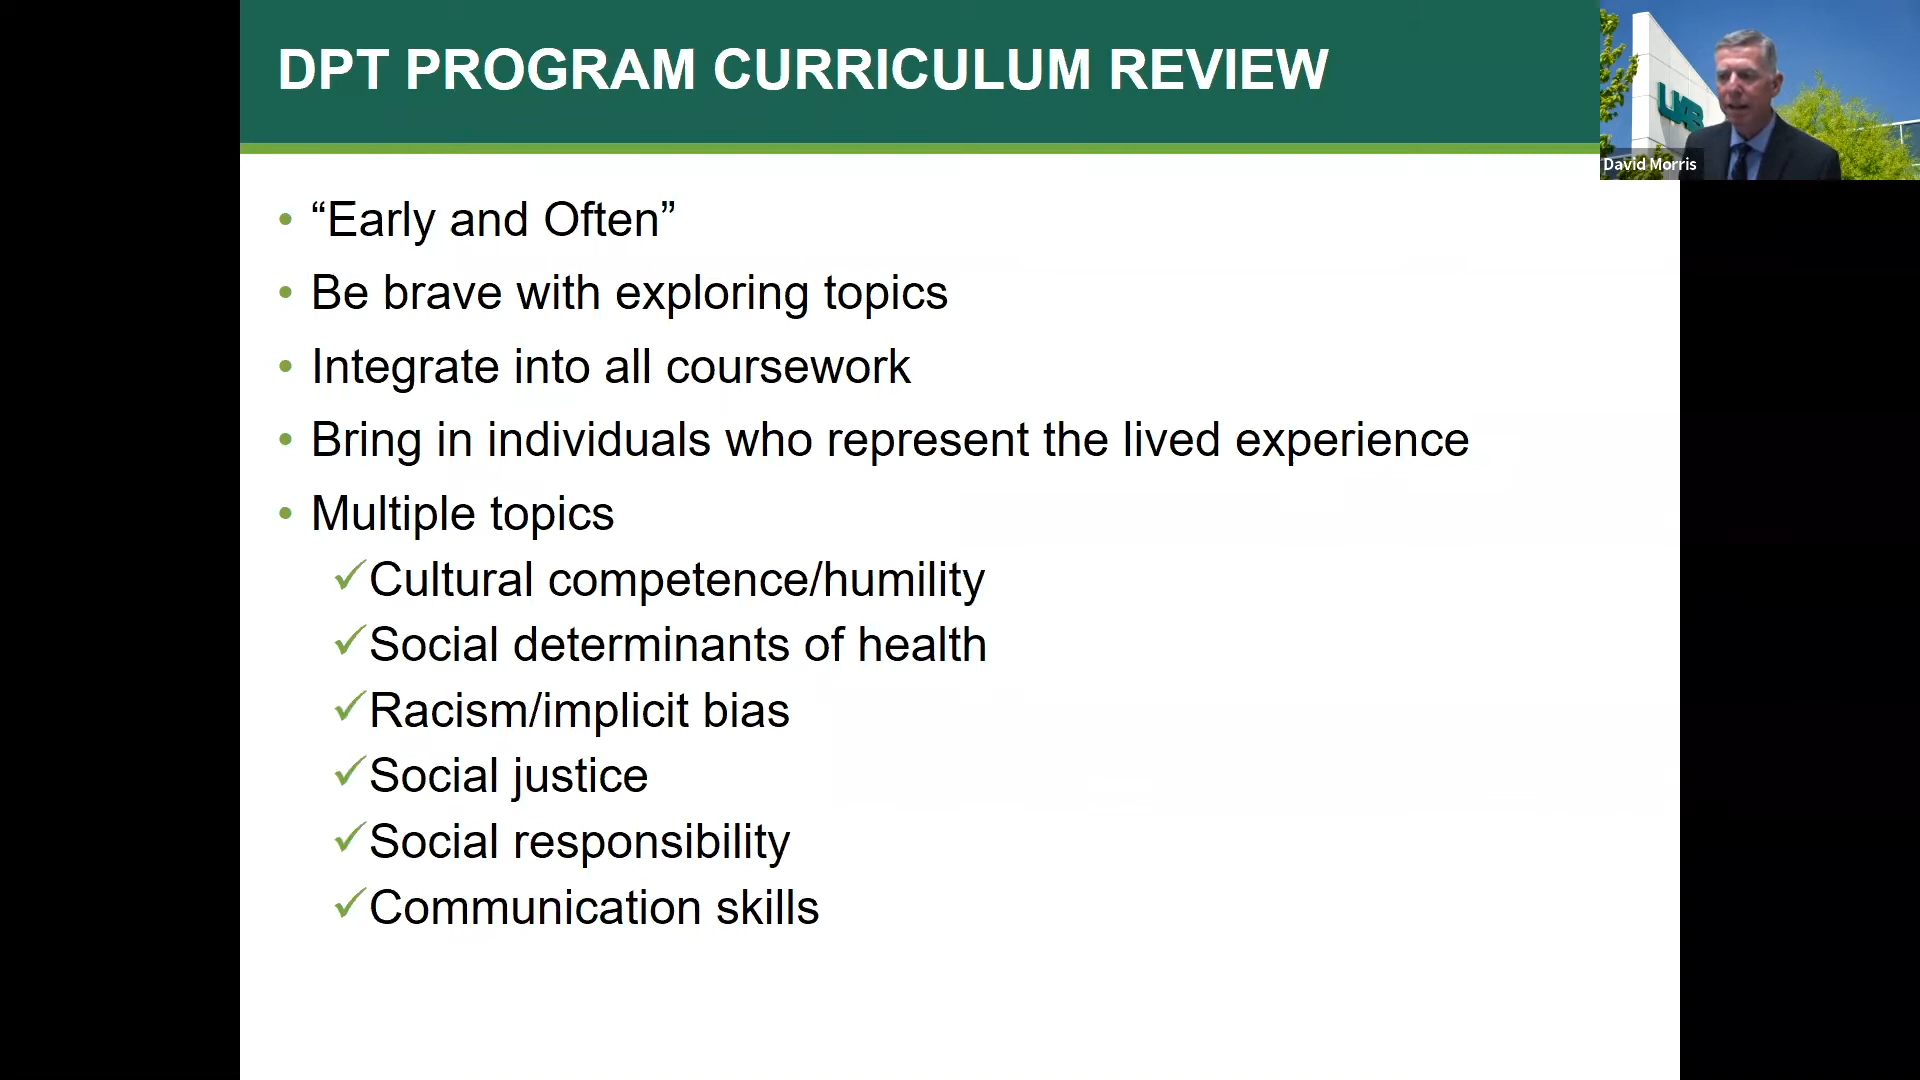 DPT PROGRAM CURRICULUM REVIEW
UAB
David Morris
• “Early and Often”
• Be brave with exploring topics
• Integrate into all coursework
• Bring in individuals who represent the lived experience
• Multiple topics
✓Cultural competence/humility
✓Social determinants of health
✓Racism/implicit bias
✓Social justice
✓Social responsibility
✓Communication skills